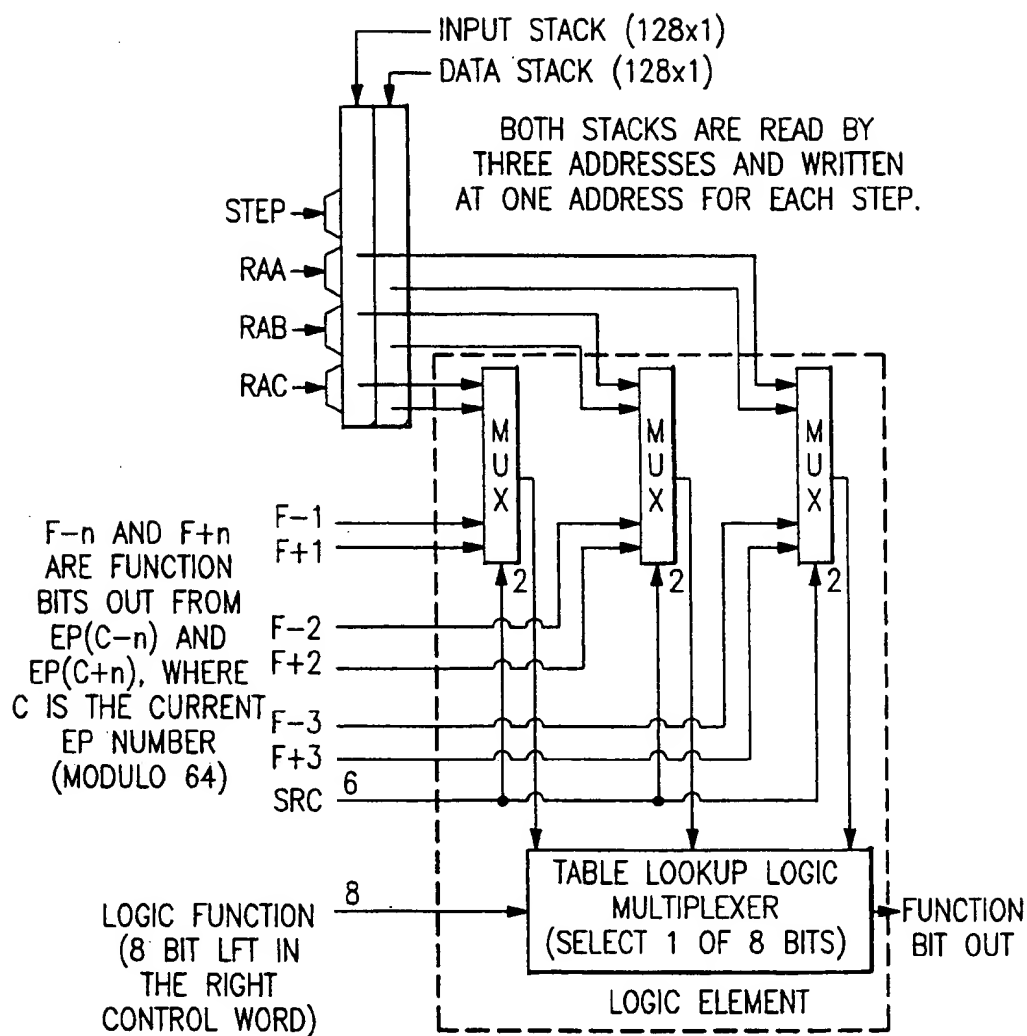 INPUT STACK (128x1)
DATA STACK (128x1)
BOTH STACKS ARE READ BY
THREE ADDRESSES AND WRITTEN
AT ONE ADDRESS FOR EACH STEP.
STEP
RAA
RAB
RAC
MUX
MUX
MUX
2
2
2
F-n AND F+n
ARE FUNCTION
BITS OUT FROM
EP(C-n) AND
EP(C+n), WHERE
C IS THE CURRENT
EP NUMBER
(MODULO 64)
F-1
F+1
F-2
F+2
F-3
F+3
SRC
6
LOGIC FUNCTION
(8 BIT LFT IN
THE RIGHT
CONTROL WORD)
8
TABLE LOOKUP LOGIC
MULTIPLEXER
(SELECT 1 OF 8 BITS)
LOGIC ELEMENT
FUNCTION
BIT OUT